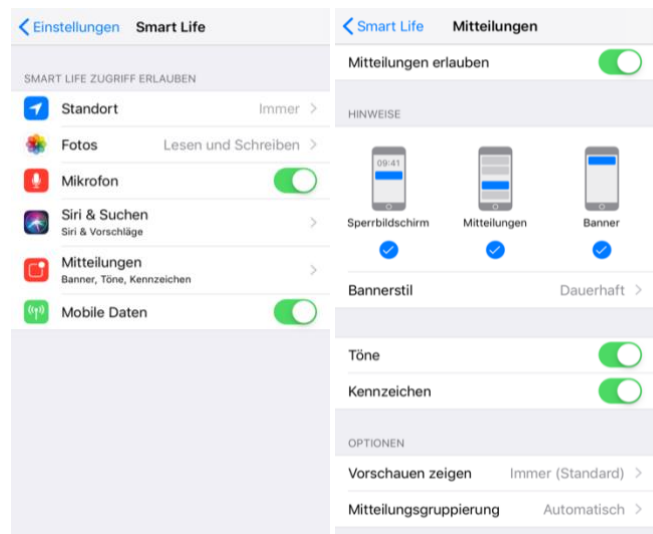 Einstellungen Smart Life
SMART LIFE ZUGRIFF ERLAUBEN
Standort Immer
Fotos Lesen und Schreiben
Mikrofon
Siri & Suchen
Siri & Vorschläge
Mitteilungen
Banner, Töne, Kennzeichen
Mobile Daten
Smart Life Mitteilungen
Mitteilungen erlauben
HINWEISE
09:41
Sperrbildschirm Mitteilungen Banner
Bannerstil Dauerhaft
Töne
Kennzeichen
OPTIONEN
Vorschauen zeigen Immer (Standard)
Mitteilungsgruppierung Automatisch